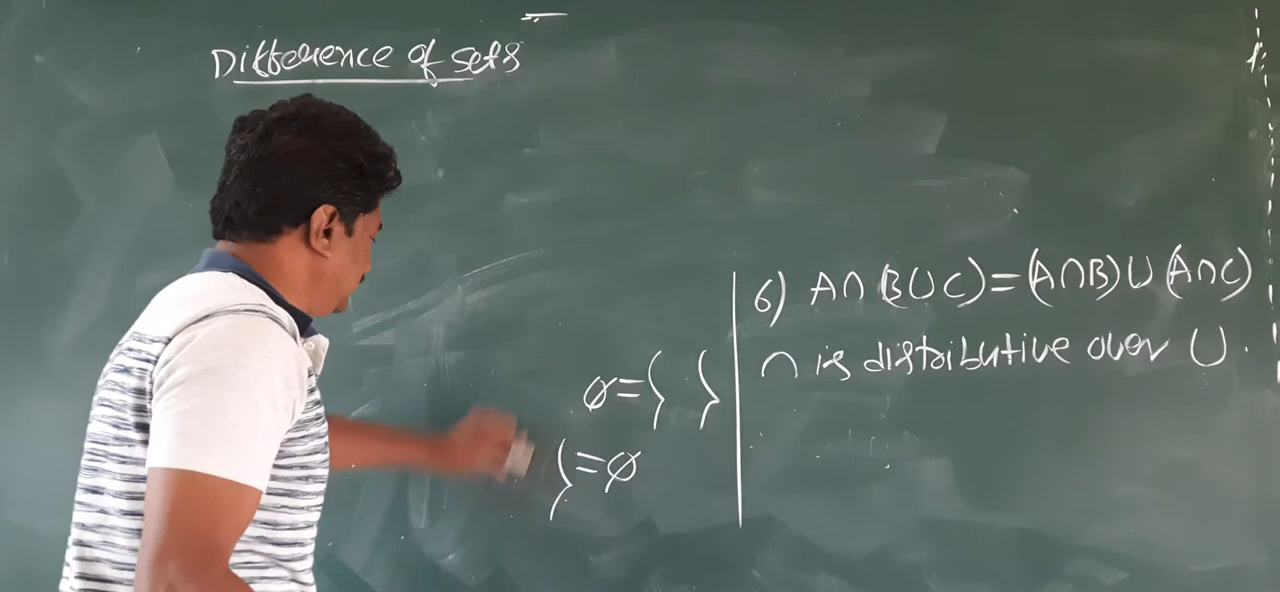 Difference of sets
φ = { }
} = φ
6) A∩(B∪C) = (A∩B)∪(A∩C)
∩ is distributive over ∪.